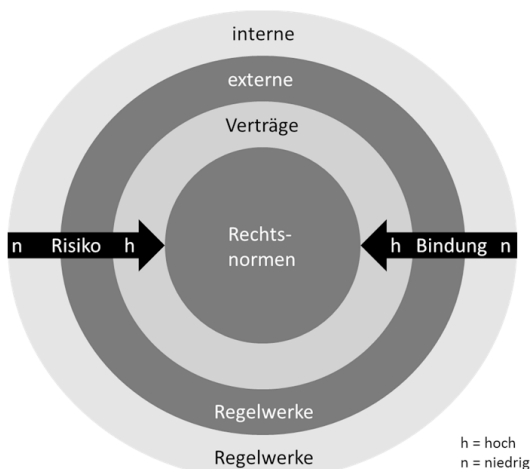 interne
externe
Verträge
Rechts-
normen
n Risiko h
h Bindung n
Regelwerke
Regelwerke
h = hoch
n = niedrig